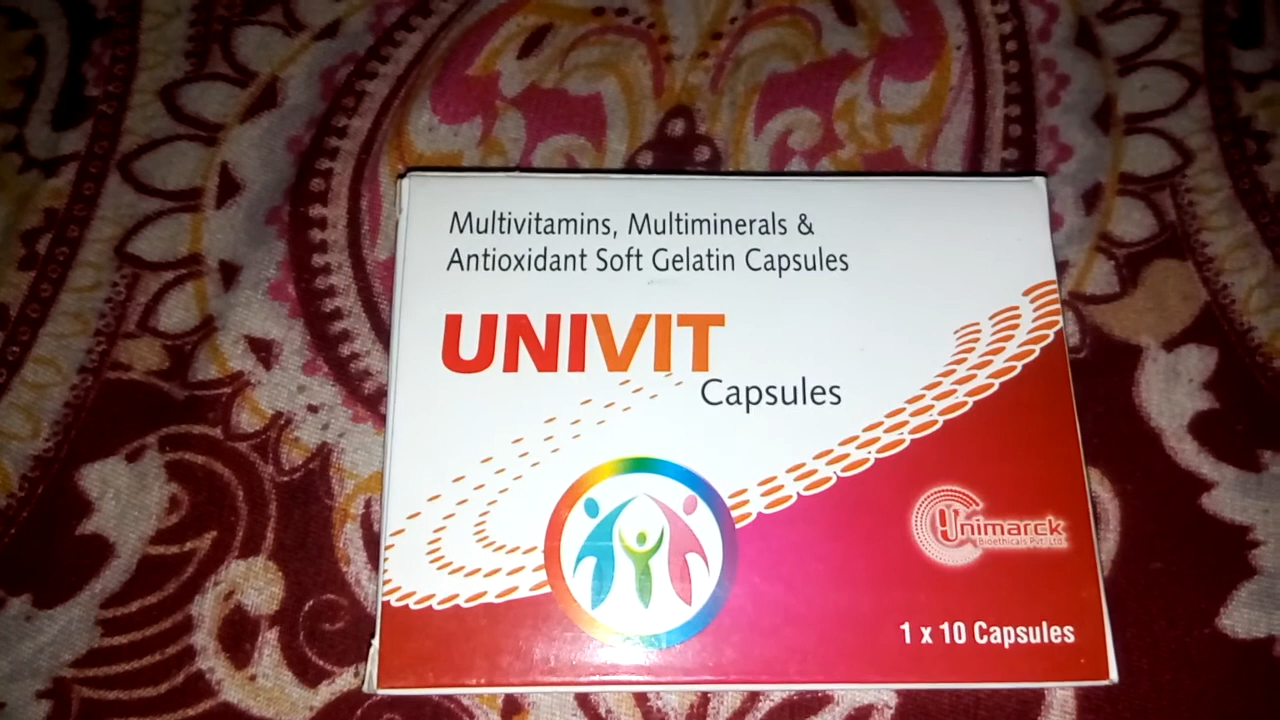 Multivitamins, Multiminerals &
Antioxidant Soft Gelatin Capsules
UNIVIT
Capsules
Unimarck
Bioethicals Pvt. Ltd.
1 x 10 Capsules